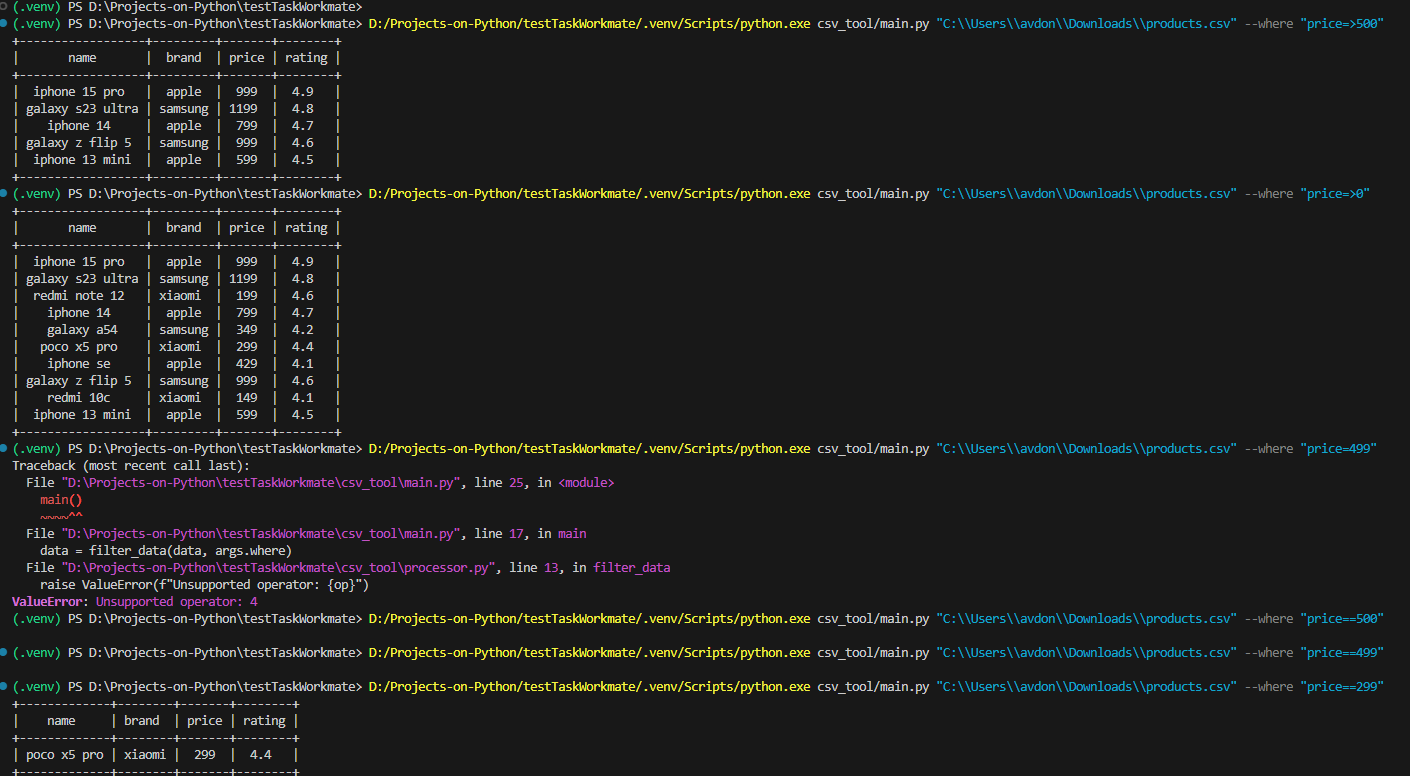 (.venv) PS D:\Projects-on-Python\testTaskWorkmate>
(.venv) PS D:\Projects-on-Python\testTaskWorkmate> D:/Projects-on-Python/testTaskWorkmate/.venv/Scripts/python.exe csv_tool/main.py "C:\\Users\\avdon\\Downloads\\products.csv" --where "price=>500"
+------------------+---------+-------+--------+
|       name       |  brand  | price | rating |
+------------------+---------+-------+--------+
|  iphone 15 pro   |  apple  |  999  |  4.9   |
| galaxy s23 ultra | samsung | 1199  |  4.8   |
|    iphone 14     |  apple  |  799  |  4.7   |
| galaxy z flip 5  | samsung |  999  |  4.6   |
|  iphone 13 mini  |  apple  |  599  |  4.5   |
+------------------+---------+-------+--------+
(.venv) PS D:\Projects-on-Python\testTaskWorkmate> D:/Projects-on-Python/testTaskWorkmate/.venv/Scripts/python.exe csv_tool/main.py "C:\\Users\\avdon\\Downloads\\products.csv" --where "price=>0"
+------------------+---------+-------+--------+
|       name       |  brand  | price | rating |
+------------------+---------+-------+--------+
|  iphone 15 pro   |  apple  |  999  |  4.9   |
| galaxy s23 ultra | samsung | 1199  |  4.8   |
|  redmi note 12   | xiaomi  |  199  |  4.6   |
|    iphone 14     |  apple  |  799  |  4.7   |
|    galaxy a54    | samsung |  349  |  4.2   |
|   poco x5 pro    | xiaomi  |  299  |  4.4   |
|    iphone se     |  apple  |  429  |  4.1   |
| galaxy z flip 5  | samsung |  999  |  4.6   |
|    redmi 10c     | xiaomi  |  149  |  4.1   |
|  iphone 13 mini  |  apple  |  599  |  4.5   |
+------------------+---------+-------+--------+
(.venv) PS D:\Projects-on-Python\testTaskWorkmate> D:/Projects-on-Python/testTaskWorkmate/.venv/Scripts/python.exe csv_tool/main.py "C:\\Users\\avdon\\Downloads\\products.csv" --where "price=499"
Traceback (most recent call last):
  File "D:\Projects-on-Python\testTaskWorkmate\csv_tool\main.py", line 25, in <module>
    main()
    ~~~~^^
  File "D:\Projects-on-Python\testTaskWorkmate\csv_tool\main.py", line 17, in main
    data = filter_data(data, args.where)
  File "D:\Projects-on-Python\testTaskWorkmate\csv_tool\processor.py", line 13, in filter_data
    raise ValueError(f"Unsupported operator: {op}")
ValueError: Unsupported operator: 4
(.venv) PS D:\Projects-on-Python\testTaskWorkmate> D:/Projects-on-Python/testTaskWorkmate/.venv/Scripts/python.exe csv_tool/main.py "C:\\Users\\avdon\\Downloads\\products.csv" --where "price==500"
(.venv) PS D:\Projects-on-Python\testTaskWorkmate> D:/Projects-on-Python/testTaskWorkmate/.venv/Scripts/python.exe csv_tool/main.py "C:\\Users\\avdon\\Downloads\\products.csv" --where "price==499"
(.venv) PS D:\Projects-on-Python\testTaskWorkmate> D:/Projects-on-Python/testTaskWorkmate/.venv/Scripts/python.exe csv_tool/main.py "C:\\Users\\avdon\\Downloads\\products.csv" --where "price==299"
+-------------+--------+-------+--------+
|    name     | brand  | price | rating |
+-------------+--------+-------+--------+
| poco x5 pro | xiaomi |  299  |  4.4   |
+-------------+--------+-------+--------+